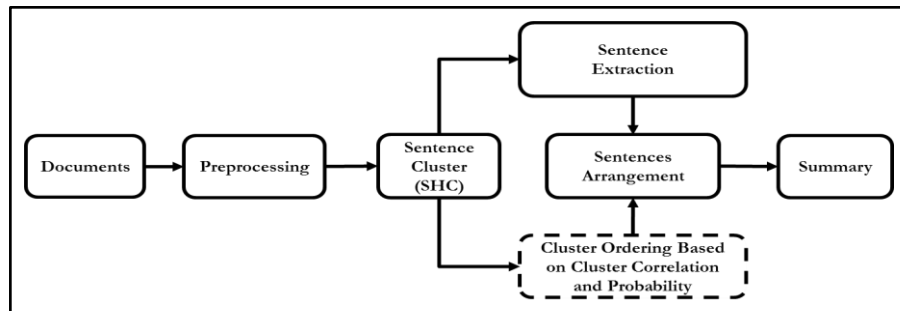 Documents
Preprocessing
Sentence
Cluster
(SHC)
Sentence
Extraction
Sentences
Arrangement
Summary
Cluster Ordering Based
on Cluster Correlation
and Probability